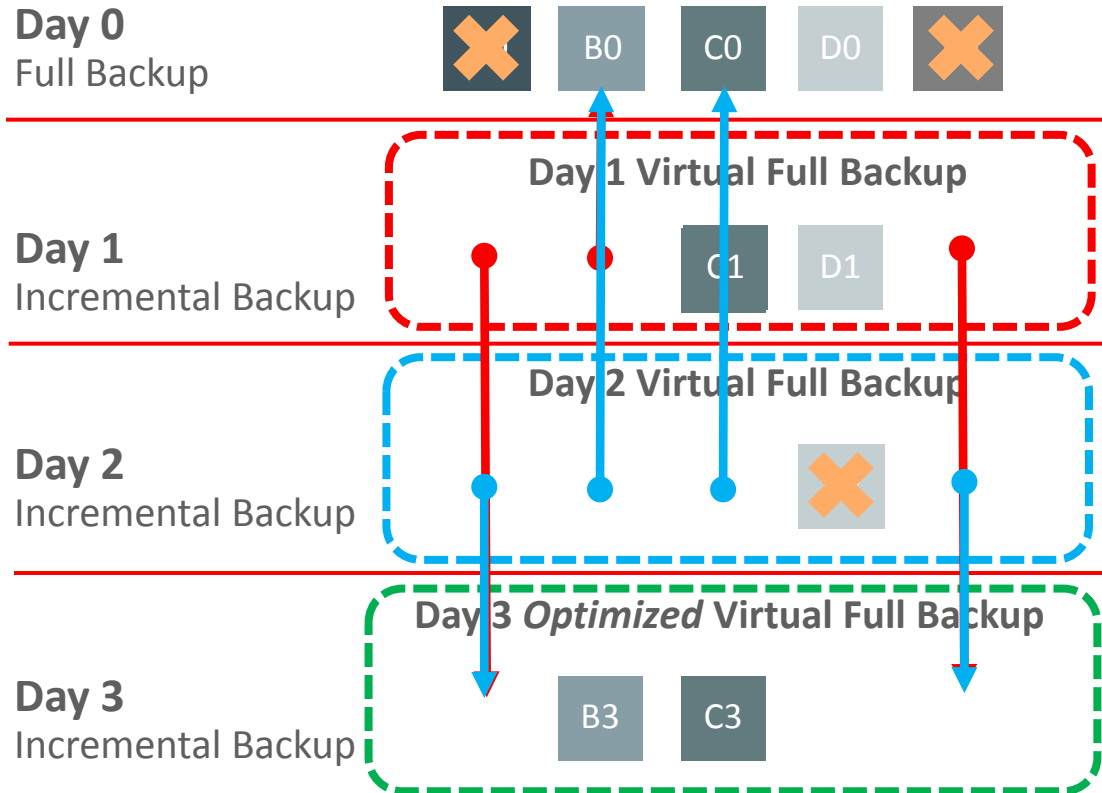 Day 0
Full Backup
B0
C0
D0
Day 1 Virtual Full Backup
Day 1
Incremental Backup
C1
D1
Day 2 Virtual Full Backup
Day 2
Incremental Backup
Day 3 Optimized Virtual Full Backup
Day 3
Incremental Backup
B3
C3